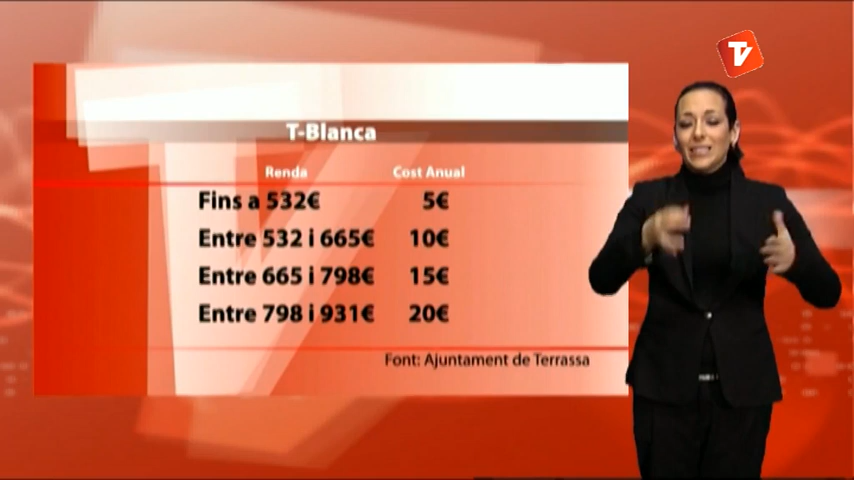 TV
T-Blanca
Renda Cost Anual
Fins a 532€ 5€
Entre 532 i 665€ 10€
Entre 665 i 798€ 15€
Entre 798 i 931€ 20€
Font: Ajuntament de Terrassa